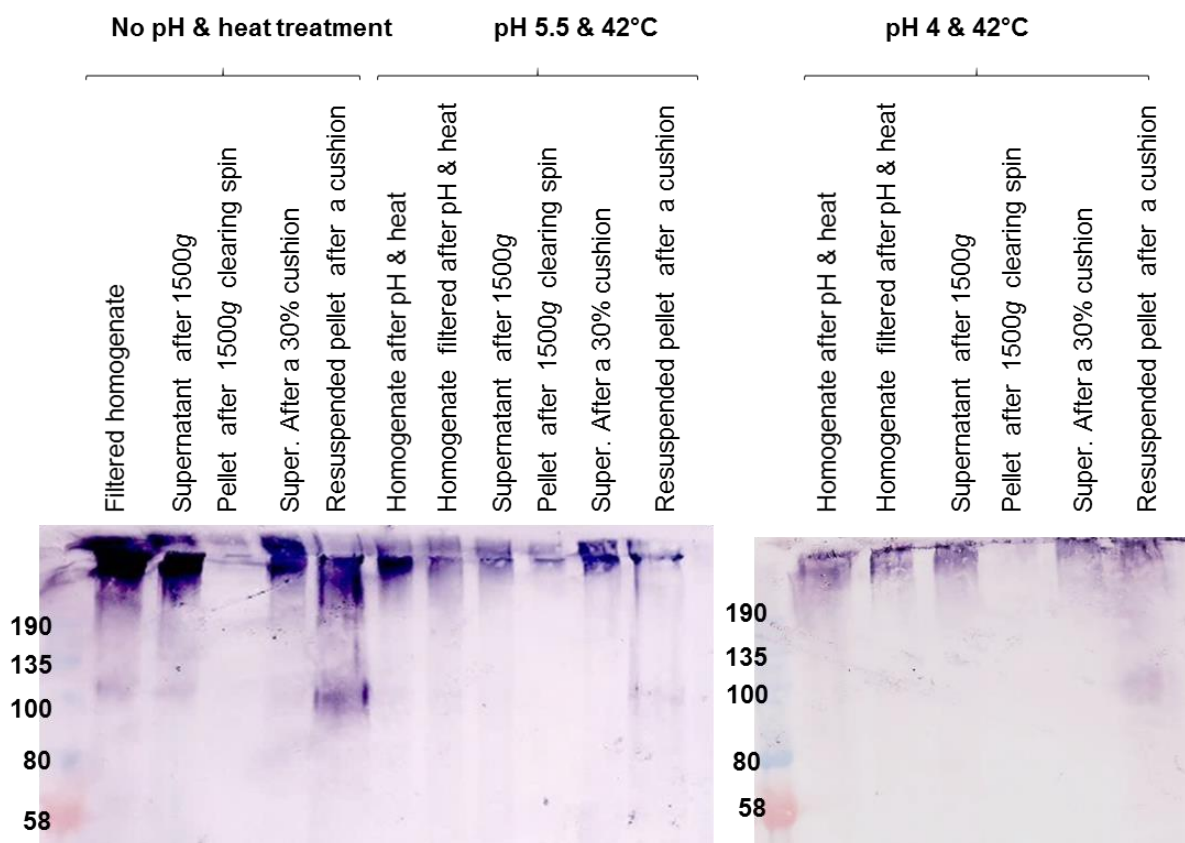 No pH & heat treatment
pH 5.5 & 42°C
pH 4 & 42°C
Filtered homogenate
Supernatant after 1500g
Pellet after 1500g clearing spin
Super. After a 30% cushion
Resuspended pellet after a cushion
Homogenate after pH & heat
Homogenate filtered after pH & heat
Supernatant after 1500g
Pellet after 1500g clearing spin
Super. After a 30% cushion
Resuspended pellet after a cushion
Homogenate after pH & heat
Homogenate filtered after pH & heat
Supernatant after 1500g
Pellet after 1500g clearing spin
Super. After a 30% cushion
Resuspended pellet after a cushion
190
135
100
80
58
190
135
100
80
58